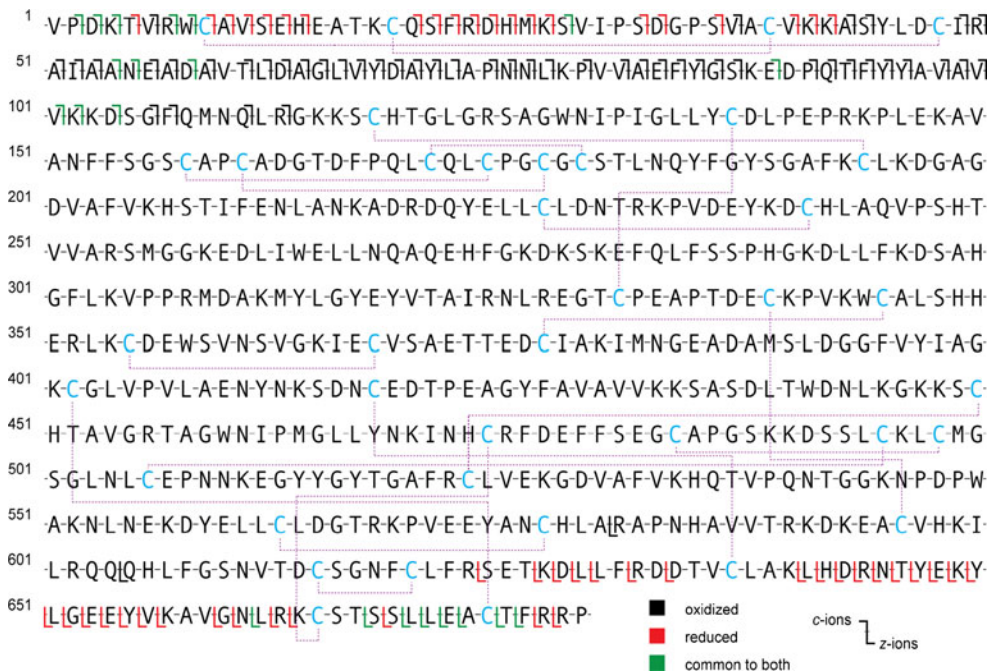 1 V-P-D-K-T-V-R-W-C-A-V-S-E-H-E-A-T-K-C-Q-S-F-R-D-H-M-K-S-V-I-P-S-D-G-P-S-V-A-C-V-K-K-A-S-Y-L-D-C-I-R
51 A-I-A-A-N-E-A-D-A-V-T-L-D-A-G-L-V-Y-D-A-Y-L-A-P-N-N-L-K-P-V-V-A-E-F-Y-G-S-K-E-D-P-Q-T-F-Y-Y-A-V-A-V
101 V-K-K-D-S-G-F-Q-M-N-Q-L-R-G-K-K-S-C-H-T-G-L-G-R-S-A-G-W-N-I-P-I-G-L-L-Y-C-D-L-P-E-P-R-K-P-L-E-K-A-V
151 A-N-F-F-S-G-S-C-A-P-C-A-D-G-T-D-F-P-Q-L-C-Q-L-C-P-G-C-G-C-S-T-L-N-Q-Y-F-G-Y-S-G-A-F-K-C-L-K-D-G-A-G
201 D-V-A-F-V-K-H-S-T-I-F-E-N-L-A-N-K-A-D-R-D-Q-Y-E-L-L-C-L-D-N-T-R-K-P-V-D-E-Y-K-D-C-H-L-A-Q-V-P-S-H-T
251 V-V-A-R-S-M-G-G-K-E-D-L-I-W-E-L-L-N-Q-A-Q-E-H-F-G-K-D-K-S-K-E-F-Q-L-F-S-S-P-H-G-K-D-L-L-F-K-D-S-A-H
301 G-F-L-K-V-P-P-R-M-D-A-K-M-Y-L-G-Y-E-Y-V-T-A-I-R-N-L-R-E-G-T-C-P-E-A-P-T-D-E-C-K-P-V-K-W-C-A-L-S-H-H
351 E-R-L-K-C-D-E-W-S-V-N-S-V-G-K-I-E-C-V-S-A-E-T-T-E-D-C-I-A-K-I-M-N-G-E-A-D-A-M-S-L-D-G-G-F-V-Y-I-A-G
401 K-C-G-L-V-P-V-L-A-E-N-Y-N-K-S-D-N-C-E-D-T-P-E-A-G-Y-F-A-V-A-V-V-K-K-S-A-S-D-L-T-W-D-N-L-K-G-K-K-S-C
451 H-T-A-V-G-R-T-A-G-W-N-I-P-M-G-L-L-Y-N-K-I-N-H-C-R-F-D-E-F-F-S-E-G-C-A-P-G-S-K-K-D-S-S-L-C-K-L-C-M-G
501 S-G-L-N-L-C-E-P-N-N-K-E-G-Y-Y-G-Y-T-G-A-F-R-C-L-V-E-K-G-D-V-A-F-V-K-H-Q-T-V-P-Q-N-T-G-G-K-N-P-D-P-W
551 A-K-N-L-N-E-K-D-Y-E-L-L-C-L-D-G-T-R-K-P-V-E-E-Y-A-N-C-H-L-A-R-A-P-N-H-A-V-V-T-R-K-D-K-E-A-C-V-H-K-I
601 L-R-Q-Q-Q-H-L-F-G-S-N-V-T-D-C-S-G-N-F-C-L-F-R-S-E-T-K-D-L-L-F-R-D-D-T-V-C-L-A-K-L-H-D-R-N-T-Y-E-K-Y
651 L-G-E-E-Y-V-K-A-V-G-N-L-R-K-C-S-T-S-S-L-L-E-A-C-T-F-R-R-P
oxidized
reduced
common to both
c-ions
z-ions